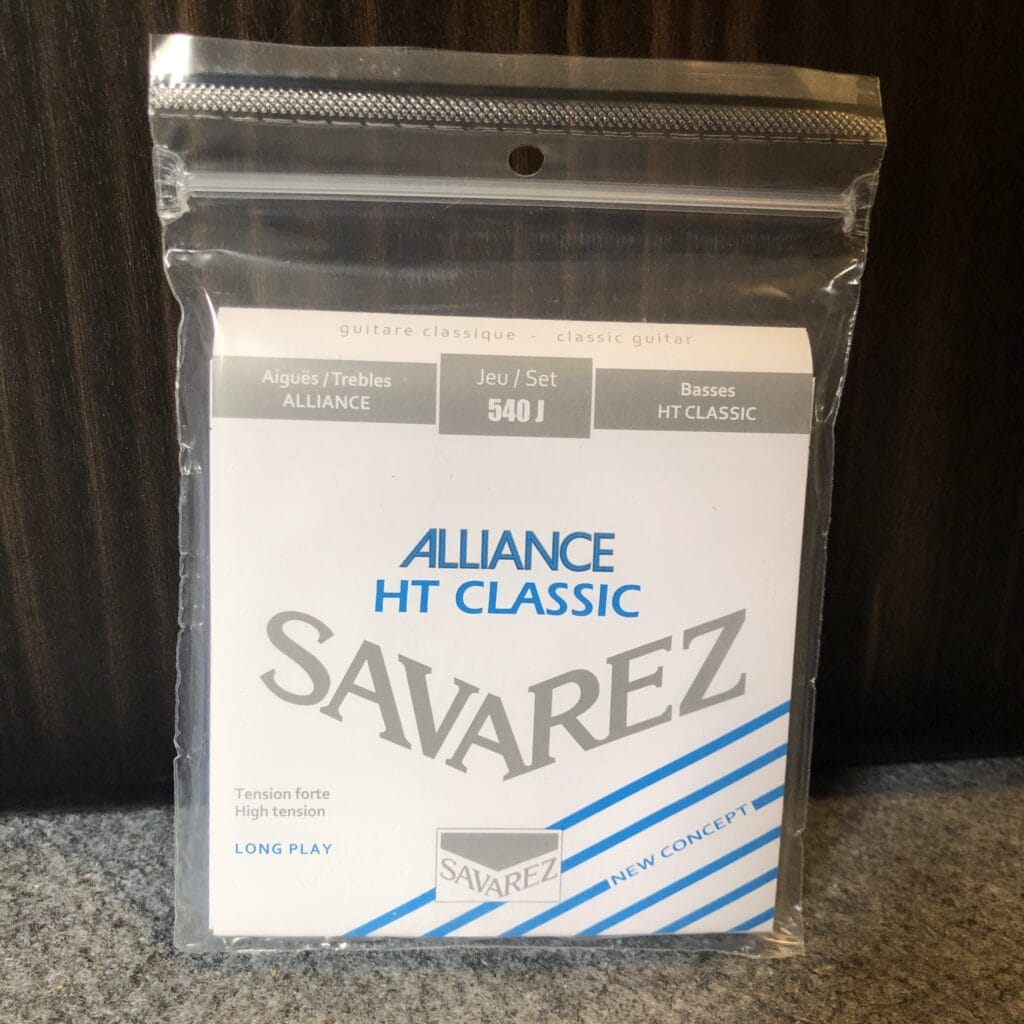 guitare classique - classic guitar
Aiguës / Trebles
ALLIANCE
Jeu / Set
540 J
Basses
HT CLASSIC
ALLIANCE
HT CLASSIC
SAVAREZ
Tension forte
High tension
LONG PLAY
SAVAREZ
NEW CONCEPT